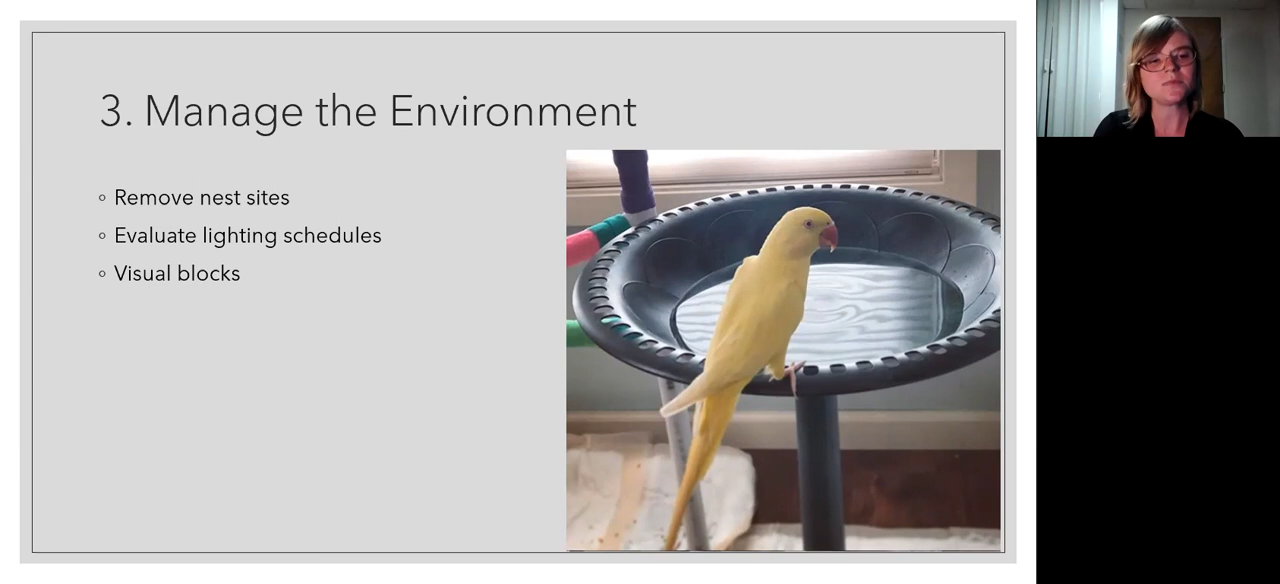 3. Manage the Environment
Remove nest sites
Evaluate lighting schedules
Visual blocks